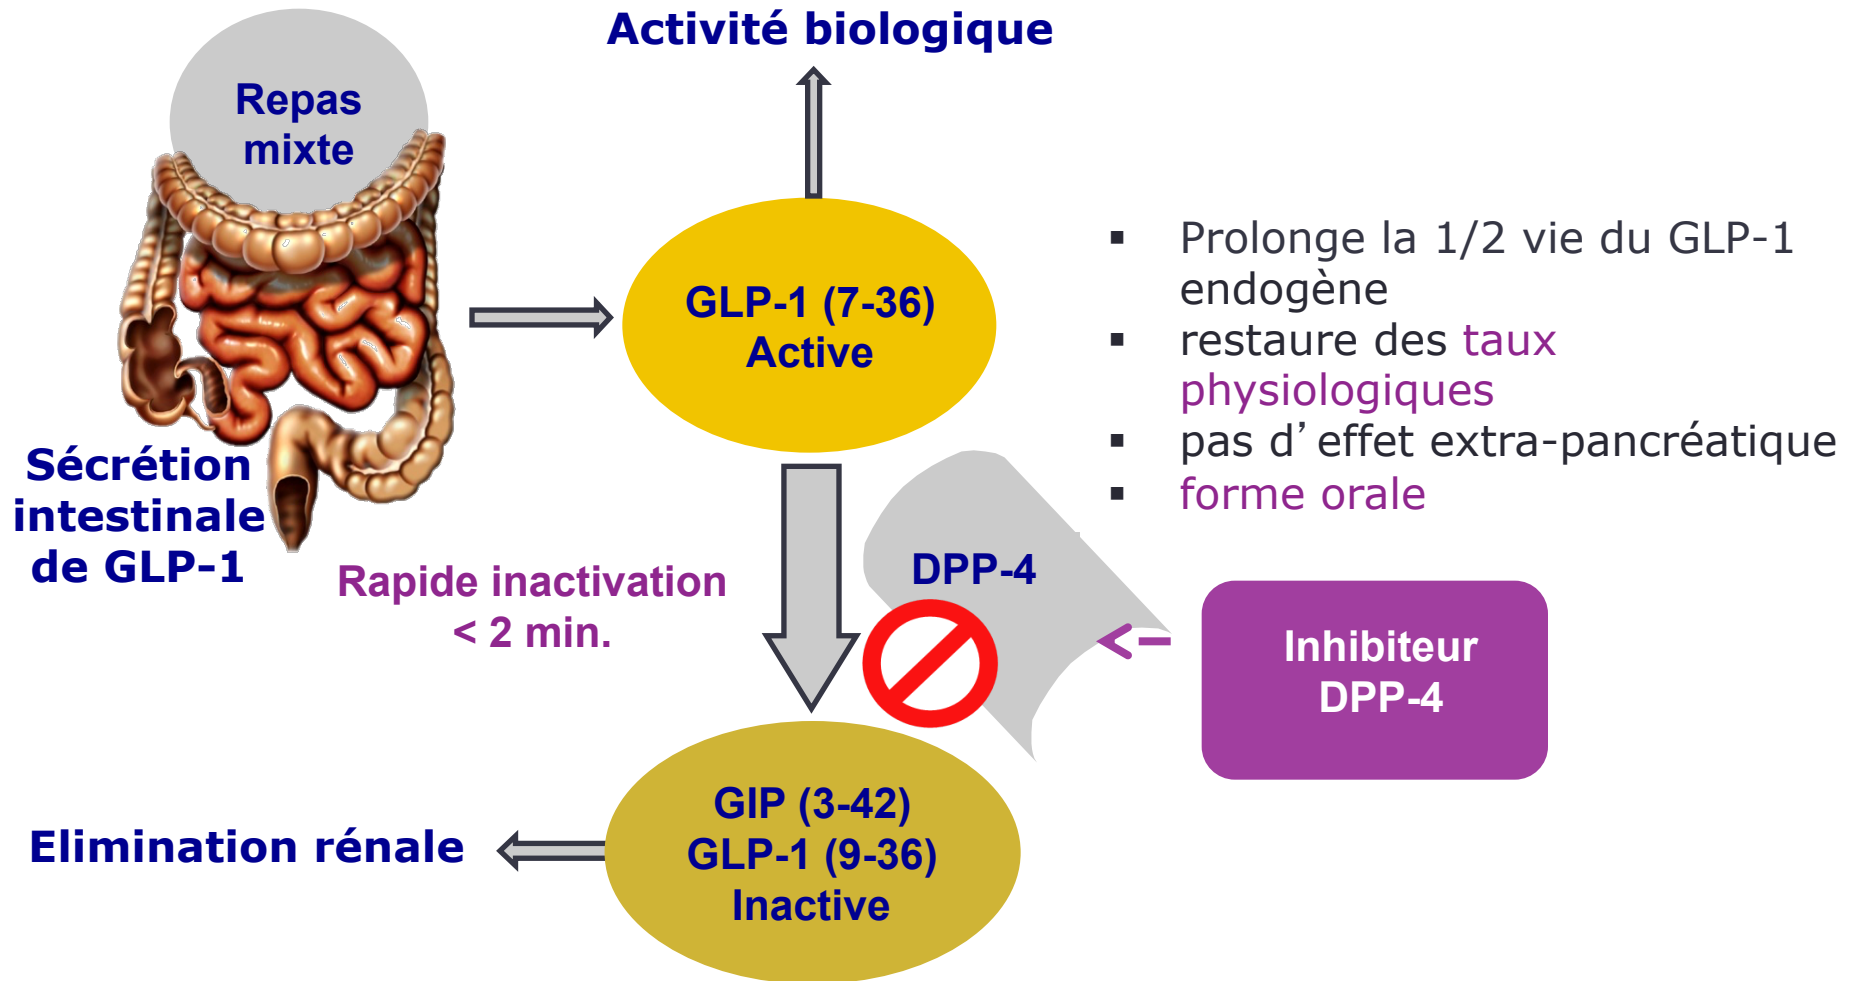 Activité biologique
Repas
mixte
GLP-1 (7-36)
Active
▪ Prolonge la 1/2 vie du GLP-1
endogène
▪ restaure des taux
physiologiques
▪ pas d’ effet extra-pancréatique
▪ forme orale
Sécrétion
intestinale
de GLP-1
Rapide inactivation
< 2 min.
DPP-4
Inhibiteur
DPP-4
GIP (3-42)
GLP-1 (9-36)
Inactive
Elimination rénale